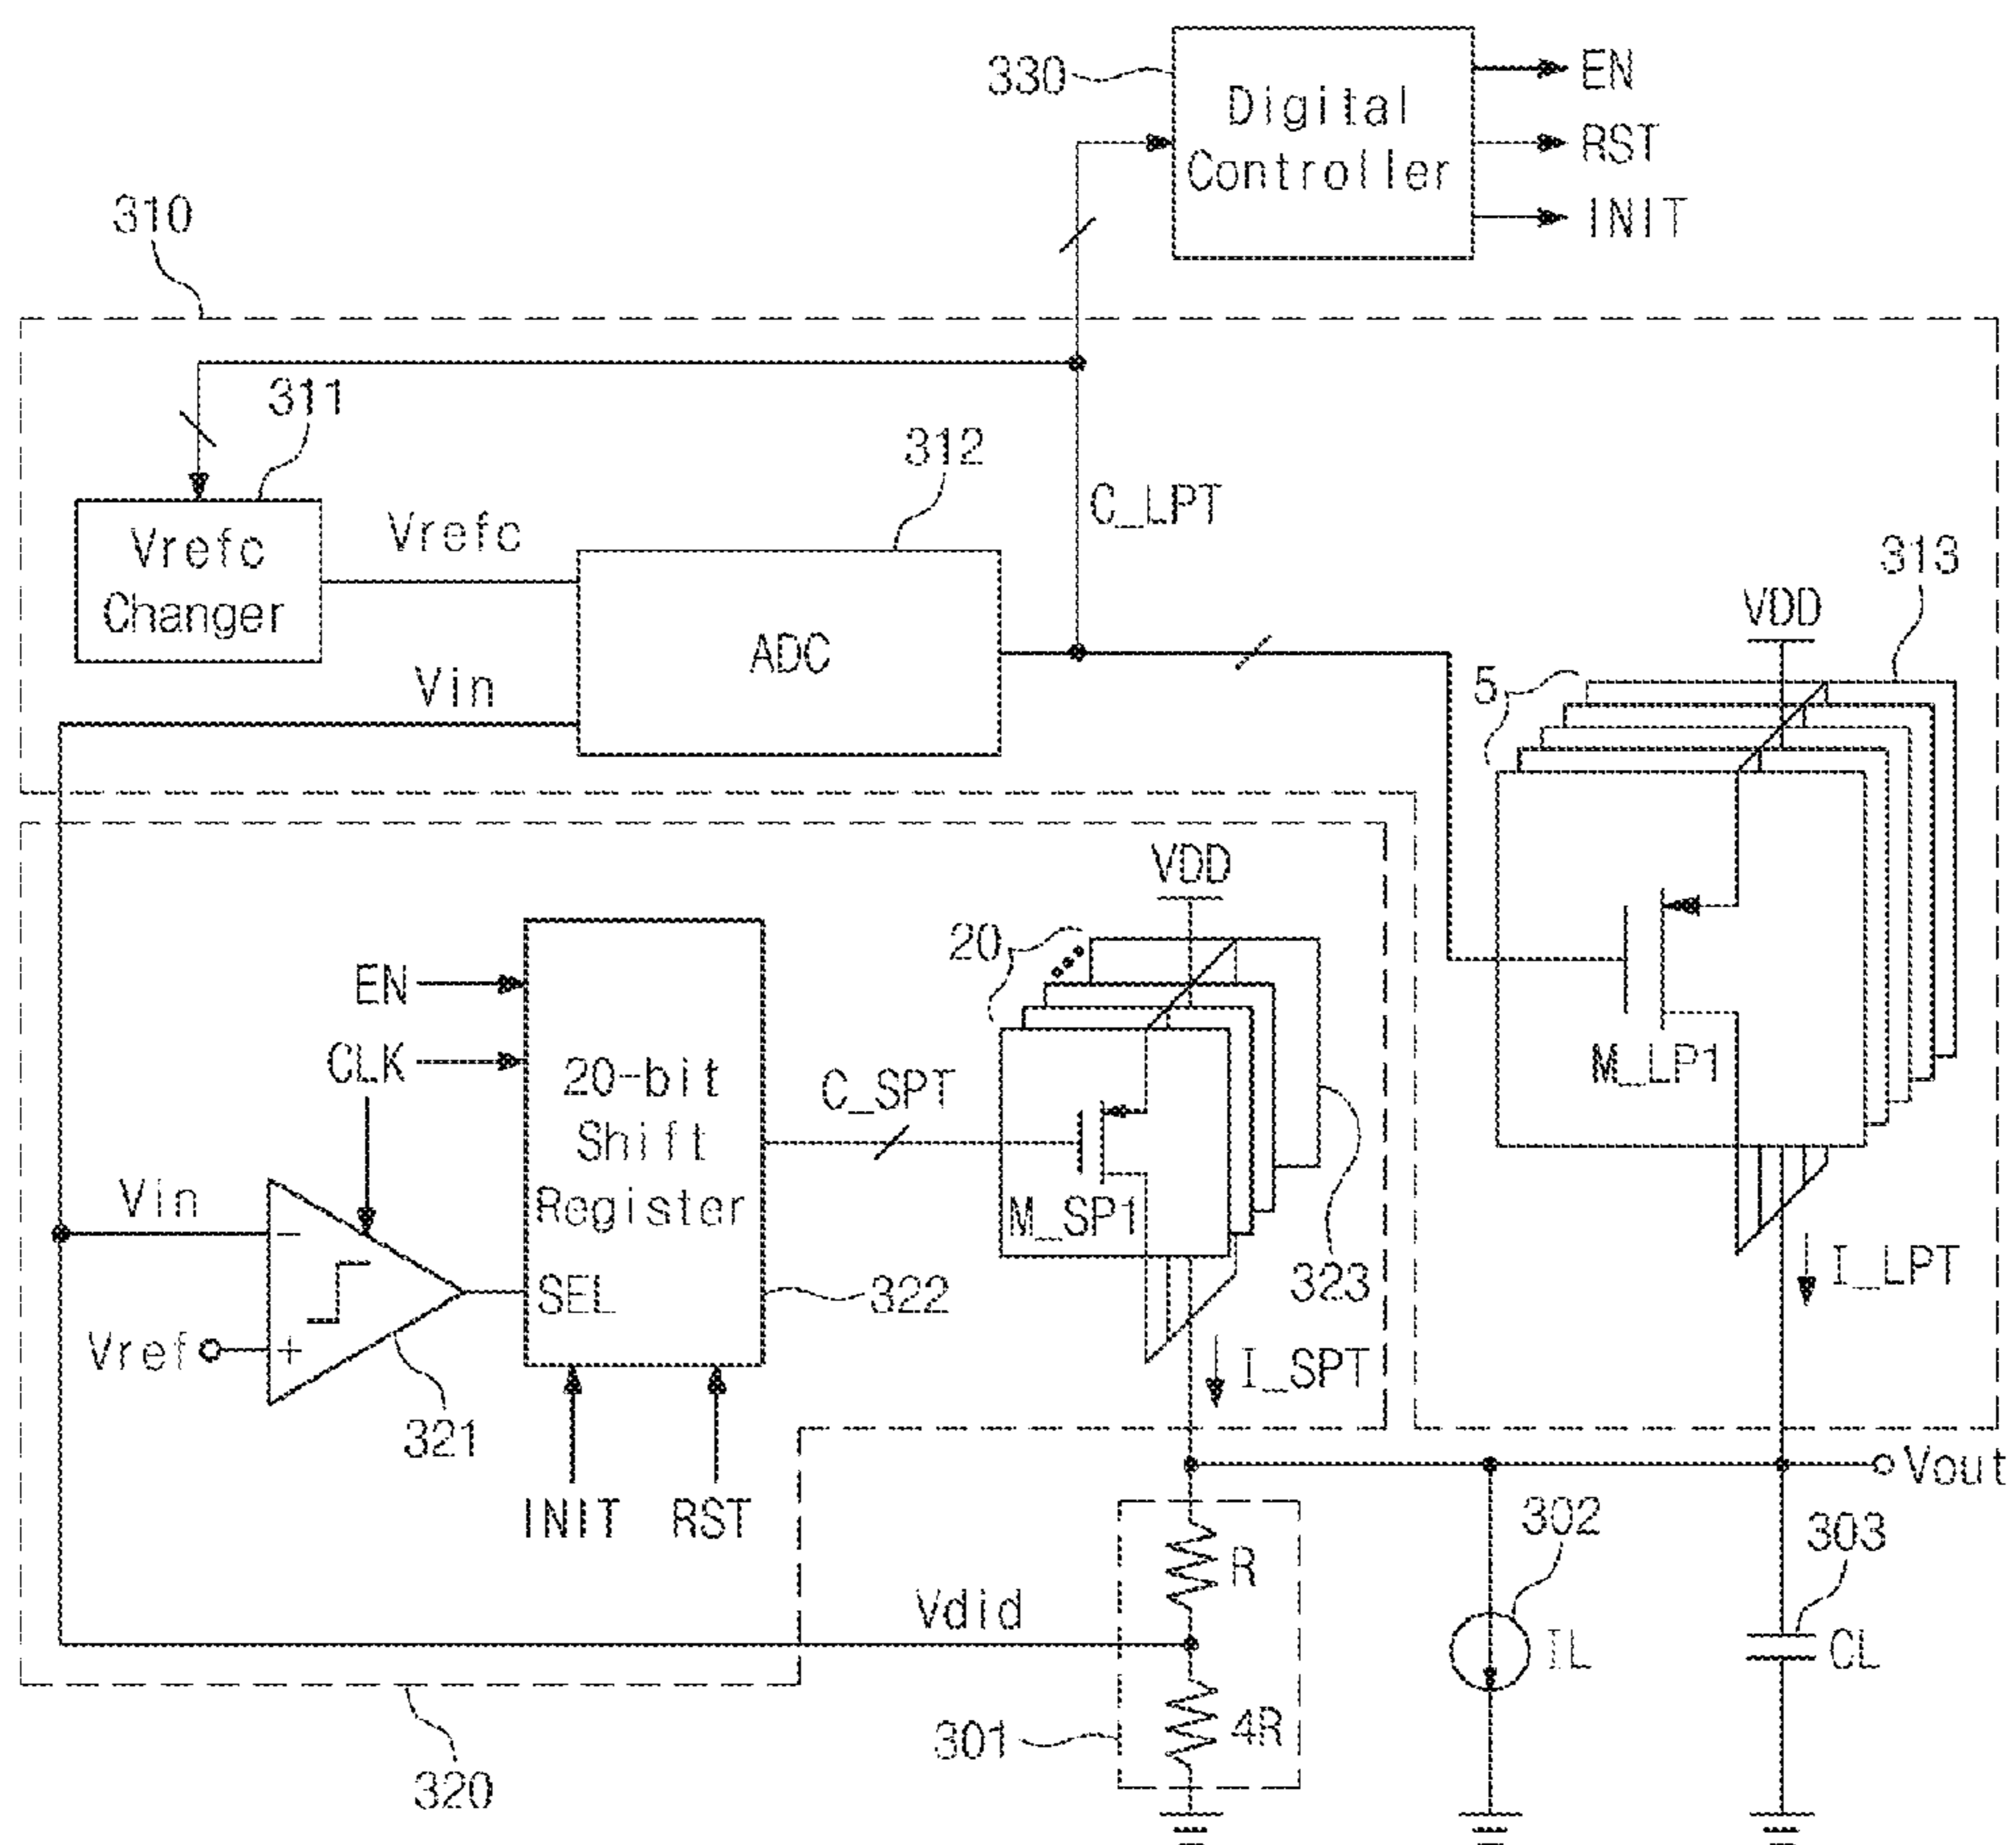 330
Digital
Controller
EN
RST
INIT
310
311
312
C_LPT
Vrefc
Changer
Vrefc
Vin
ADC
313
VDD
5
M_LP1
I_LPT
VDD
20
EN
CLK
20-bit
Shift
Register
SEL
C_SPT
M_SP1
323
322
Vin
-
Vref
+
321
I_SPT
INIT
RST
Vout
302
303
R
Vdid
IL
CL
301
4R
320